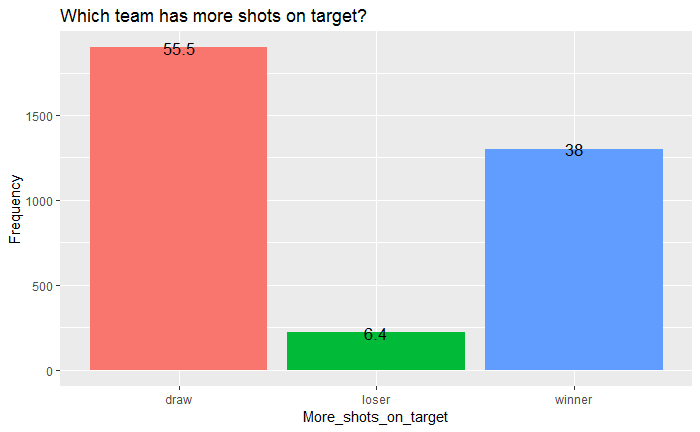 Which team has more shots on target?
55.5
38
6.4
1500
1000
500
0
Frequency
draw loser winner
More_shots_on_target